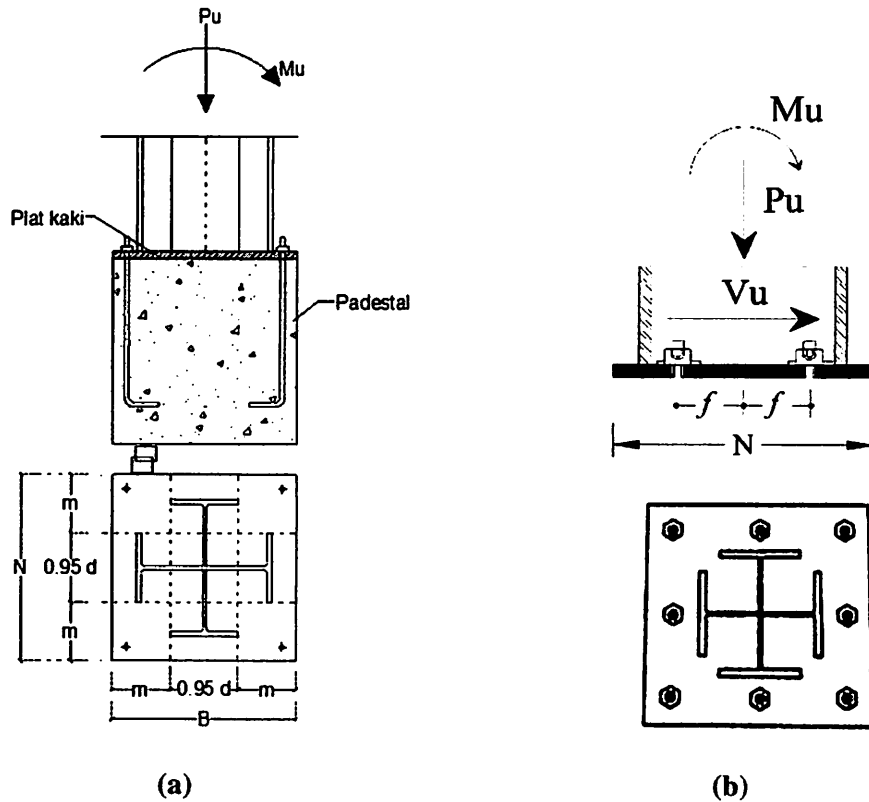 Pu
Mu
Plat kaki
Padestal
m
N 0.95 d
m
m 0.95 d m
B
(a)
Mu
Pu
Vu
f f
N
(b)